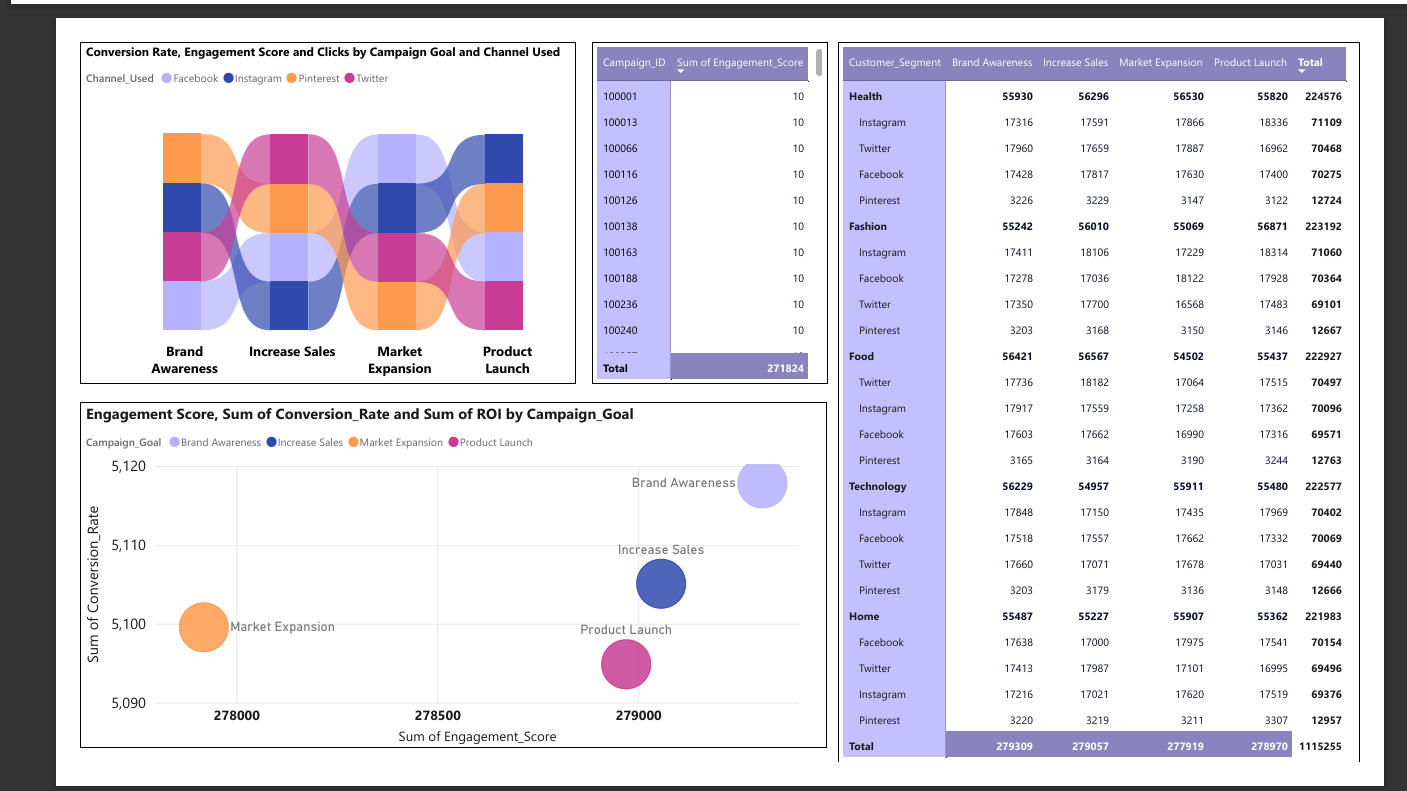 Conversion Rate, Engagement Score and Clicks by Campaign Goal and Channel Used
Channel_Used Facebook Instagram Pinterest Twitter
Brand Awareness
Increase Sales
Market Expansion
Product Launch
Campaign_ID Sum of Engagement_Score
100001 10
100013 10
100066 10
100116 10
100126 10
100138 10
100163 10
100188 10
100236 10
100240 10
Total 271824
Engagement Score, Sum of Conversion_Rate and Sum of ROI by Campaign_Goal
Campaign_Goal Brand Awareness Increase Sales Market Expansion Product Launch
Sum of Conversion_Rate
5,120
5,110
5,100
5,090
Brand Awareness
Increase Sales
Market Expansion
Product Launch
278000 278500 279000
Sum of Engagement_Score
Customer_Segment Brand Awareness Increase Sales Market Expansion Product Launch Total
Health 55930 56296 56530 55820 224576
Instagram 17316 17591 17866 18336 71109
Twitter 17960 17659 17887 16962 70468
Facebook 17428 17817 17630 17400 70275
Pinterest 3226 3229 3147 3122 12724
Fashion 55242 56010 55069 56871 223192
Instagram 17411 18106 17229 18314 71060
Facebook 17278 17036 18122 17928 70364
Twitter 17350 17700 16568 17483 69101
Pinterest 3203 3168 3150 3146 12667
Food 56421 56567 54502 55437 222927
Twitter 17736 18182 17064 17515 70497
Instagram 17917 17559 17258 17362 70096
Facebook 17603 17662 16990 17316 69571
Pinterest 3165 3164 3190 3244 12763
Technology 56229 54957 55911 55480 222577
Instagram 17848 17150 17435 17969 70402
Facebook 17518 17557 17662 17332 70069
Twitter 17660 17071 17678 17031 69440
Pinterest 3203 3179 3136 3148 12666
Home 55487 55227 55907 55362 221983
Facebook 17638 17000 17975 17541 70154
Twitter 17413 17987 17101 16995 69496
Instagram 17216 17021 17620 17519 69376
Pinterest 3220 3219 3211 3307 12957
Total 279309 279057 277919 278970 1115255